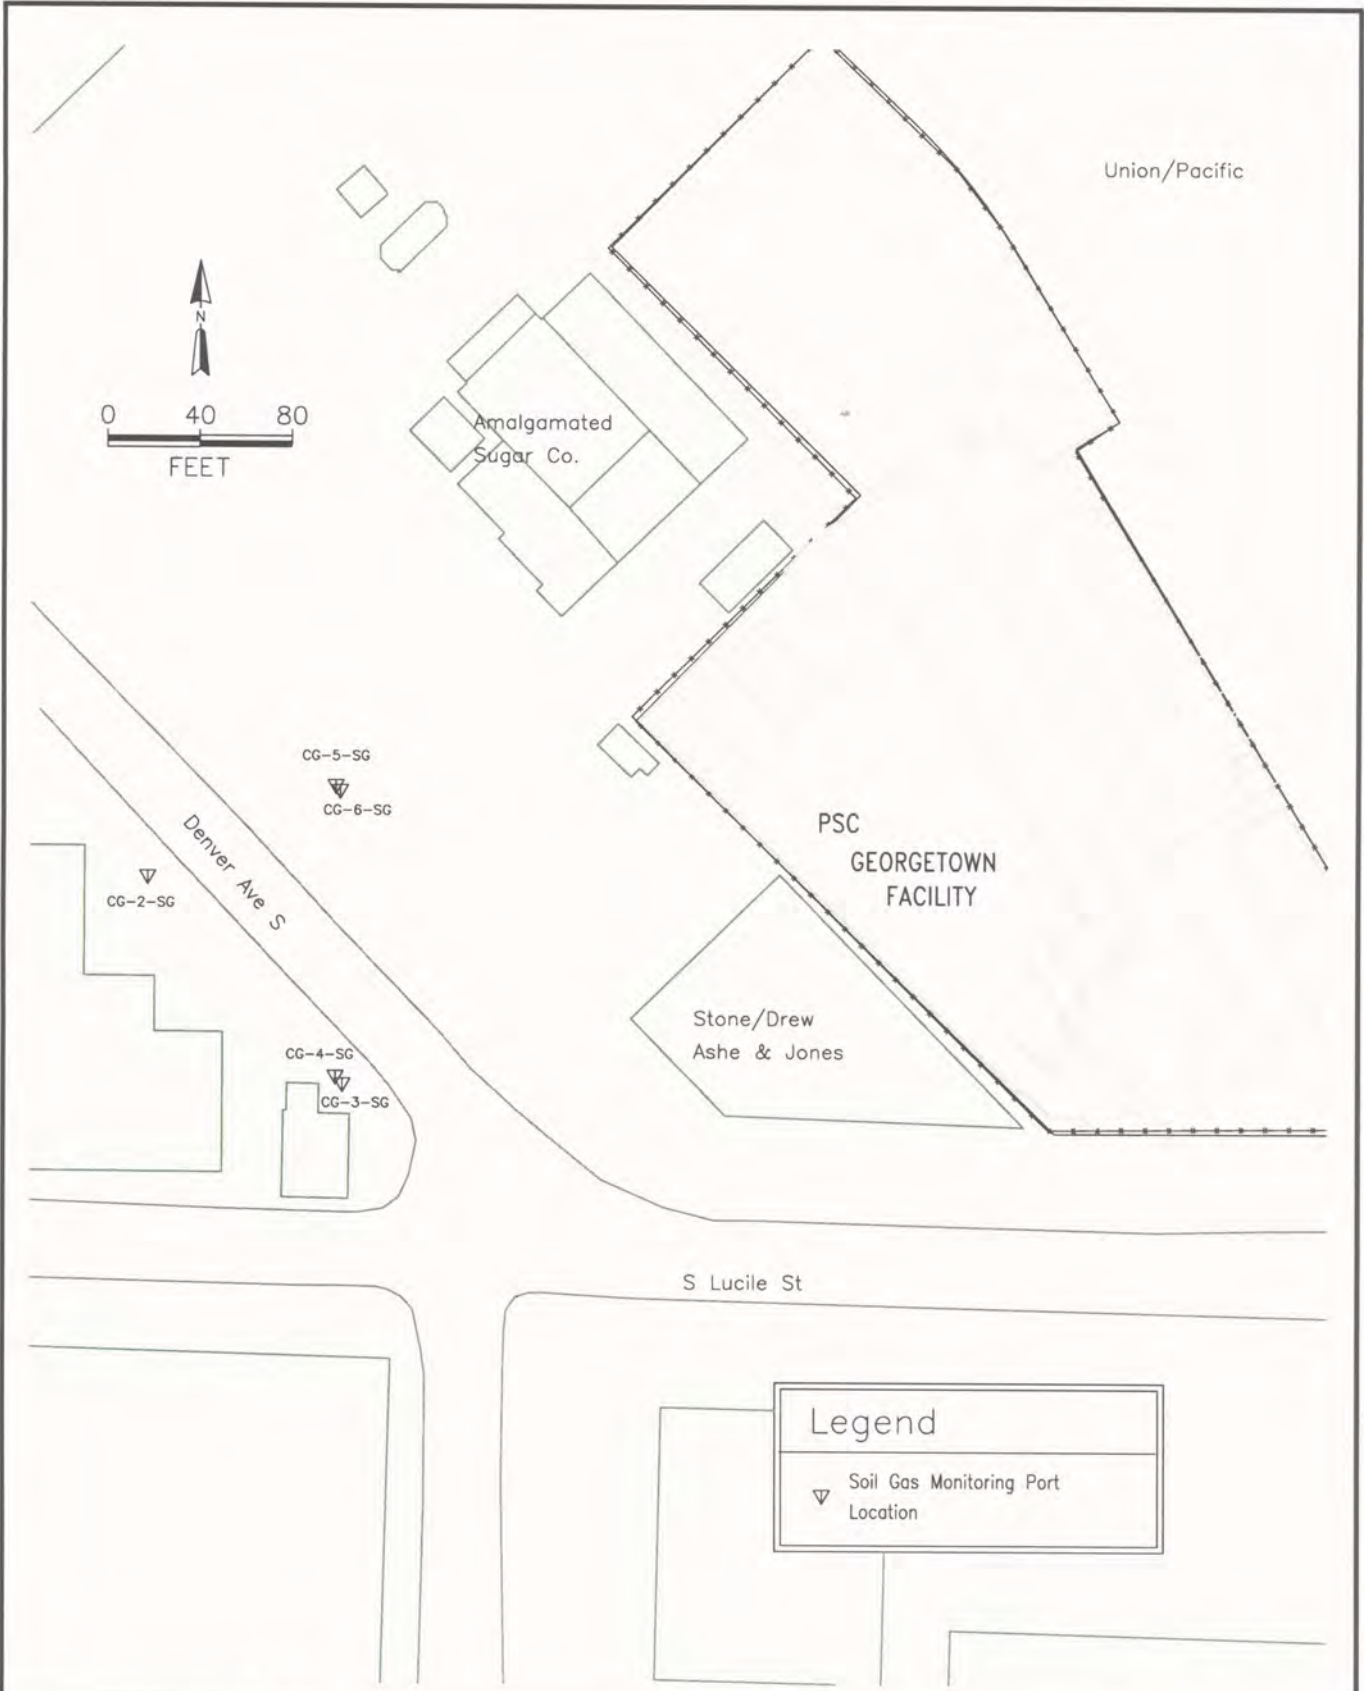 Union/Pacific
N
0 40 80
FEET
Amalgamated
Sugar Co.
CG-5-SG
CG-6-SG
Denver Ave S
CG-2-SG
PSC
GEORGETOWN
FACILITY
Stone/Drew
Ashe & Jones
CG-4-SG
CG-3-SG
S Lucile St
Legend
Soil Gas Monitoring Port
Location